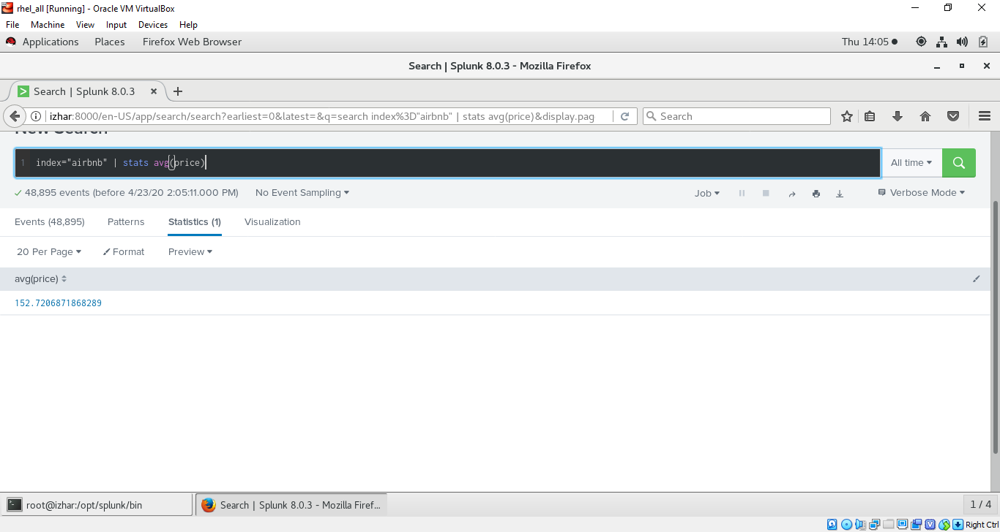 rhel_all [Running] - Oracle VM VirtualBox
File Machine View Input Devices Help
Applications Places Firefox Web Browser Thu 14:05
Search | Splunk 8.0.3 - Mozilla Firefox
Search | Splunk 8.0.3
izhar:8000/en-US/app/search/search?earliest=0&latest=&q=search index%3D"airbnb" | stats avg(price)&display.pag Search
New Search
1 index="airbnb" | stats avg(price) All time
48,895 events (before 4/23/20 2:05:11.000 PM) No Event Sampling Job Verbose Mode
Events (48,895) Patterns Statistics (1) Visualization
20 Per Page Format Preview
avg(price)
152.7206871868289
root@izhar:/opt/splunk/bin Search | Splunk 8.0.3 - Mozilla Firef... 1 / 4
Right Ctrl